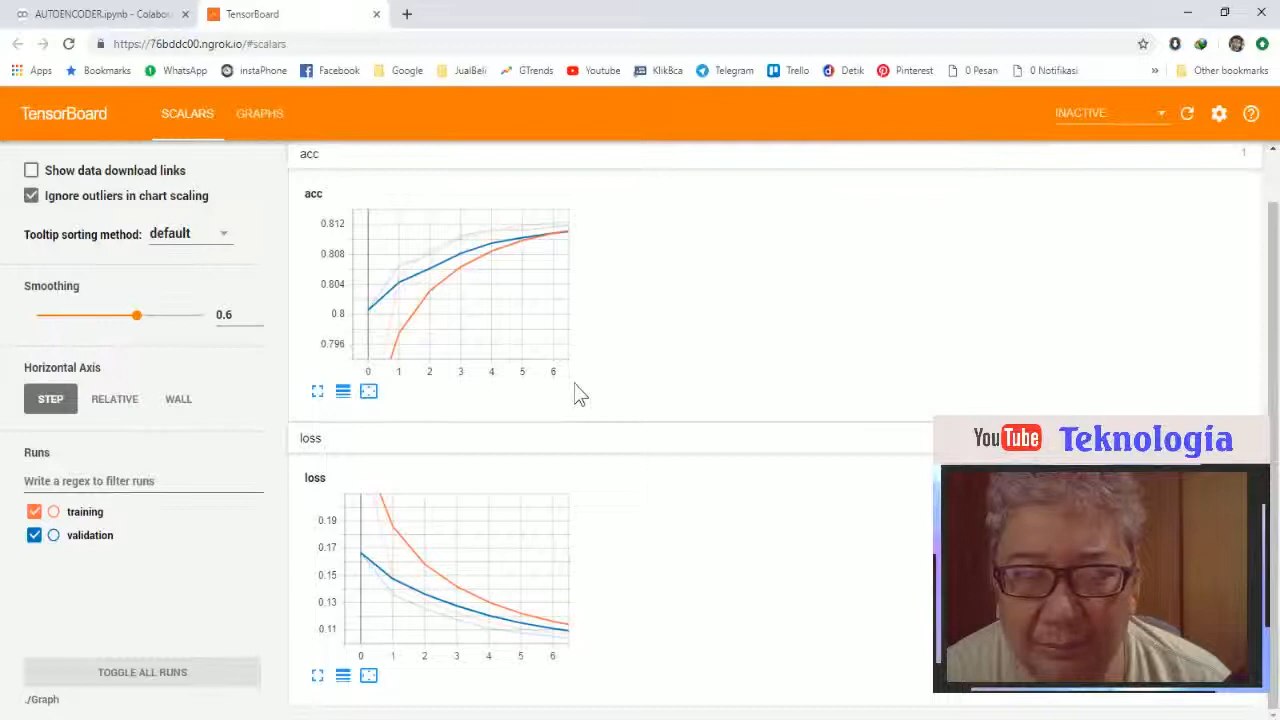 AUTOENCODER.ipynb - Colabou
TensorBoard
https://76bddc00.ngrok.io/#scalars
Apps Bookmarks WhatsApp instaPhone Facebook Google JualBeli GTrends Youtube KlikBca Telegram Trello Detik Pinterest 0 Pesan 0 Notifikasi » Other bookmarks
TensorBoard SCALARS GRAPHS INACTIVE
Show data download links
Ignore outliers in chart scaling
Tooltip sorting method: default
Smoothing
0.6
Horizontal Axis
STEP RELATIVE WALL
Runs
Write a regex to filter runs
training
validation
TOGGLE ALL RUNS
./Graph
acc 1
acc
0.812
0.808
0.804
0.8
0.796
0 1 2 3 4 5 6
loss
loss
0.19
0.17
0.15
0.13
0.11
0 1 2 3 4 5 6
YouTube Teknologia